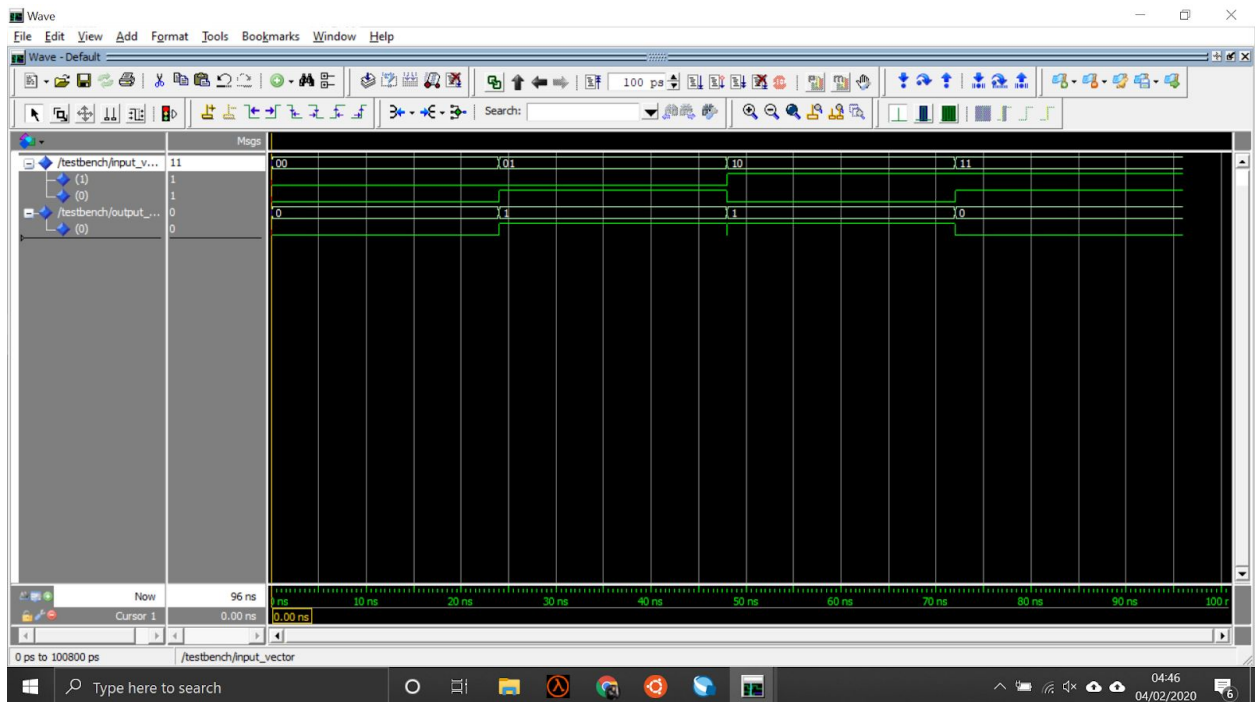 Wave
File Edit View Add Format Tools Bookmarks Window Help
Wave - Default
100 ps
Search:
Msgs
/testbench/input_v... 11 00 01 10 11
(1) 1
(0) 1
/testbench/output_... 0 0 1 1 0
(0) 0
Now 96 ns
ns 10 ns 20 ns 30 ns 40 ns 50 ns 60 ns 70 ns 80 ns 90 ns 100
Cursor 1 0.00 ns 0.00 ns
0 ps to 100800 ps /testbench/input_vector
Type here to search
04:46
04/02/2020
6